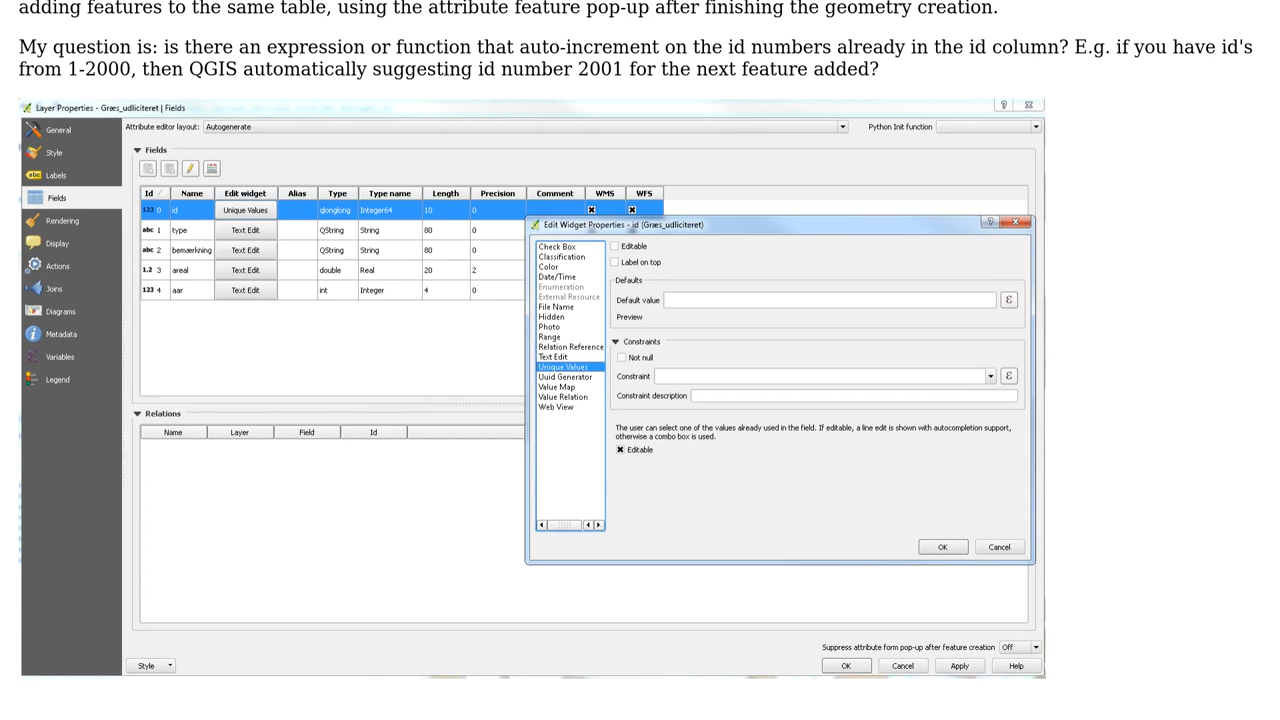 adding features to the same table, using the attribute feature pop-up after finishing the geometry creation.
My question is: is there an expression or function that auto-increment on the id numbers already in the id column? E.g. if you have id's
from 1-2000, then QGIS automatically suggesting id number 2001 for the next feature added?
Layer Properties - Græs_udliciteret | Fields
General
Style
abc Labels
Fields
Rendering
Display
Actions
Joins
Diagrams
Metadata
Variables
Legend
Attribute editor layout: Autogenerate
Python Init function
Fields
Id Name Edit widget Alias Type Type name Length Precision Comment WMS WFS
123 0 id Unique Values qlonglong Integer64 10 0
abc 1 type Text Edit QString String 80 0
abc 2 bemærkning Text Edit QString String 80 0
1.2 3 areal Text Edit double Real 20 2
123 4 aar Text Edit int Integer 4 0
Relations
Name Layer Field Id
Edit Widget Properties - id (Græs_udliciteret)
Check Box
Classification
Color
Date/Time
Enumeration
External Resource
File Name
Hidden
Photo
Range
Relation Reference
Text Edit
Unique Values
Uuid Generator
Value Map
Value Relation
Web View
Editable
Label on top
Defaults
Default value
ε
Preview
Constraints
Not null
Constraint
ε
Constraint description
The user can select one of the values already used in the field. If editable, a line edit is shown with autocompletion support,
otherwise a combo box is used.
Editable
OK Cancel
Suppress attribute form pop-up after feature creation Off
Style
OK Cancel Apply Help